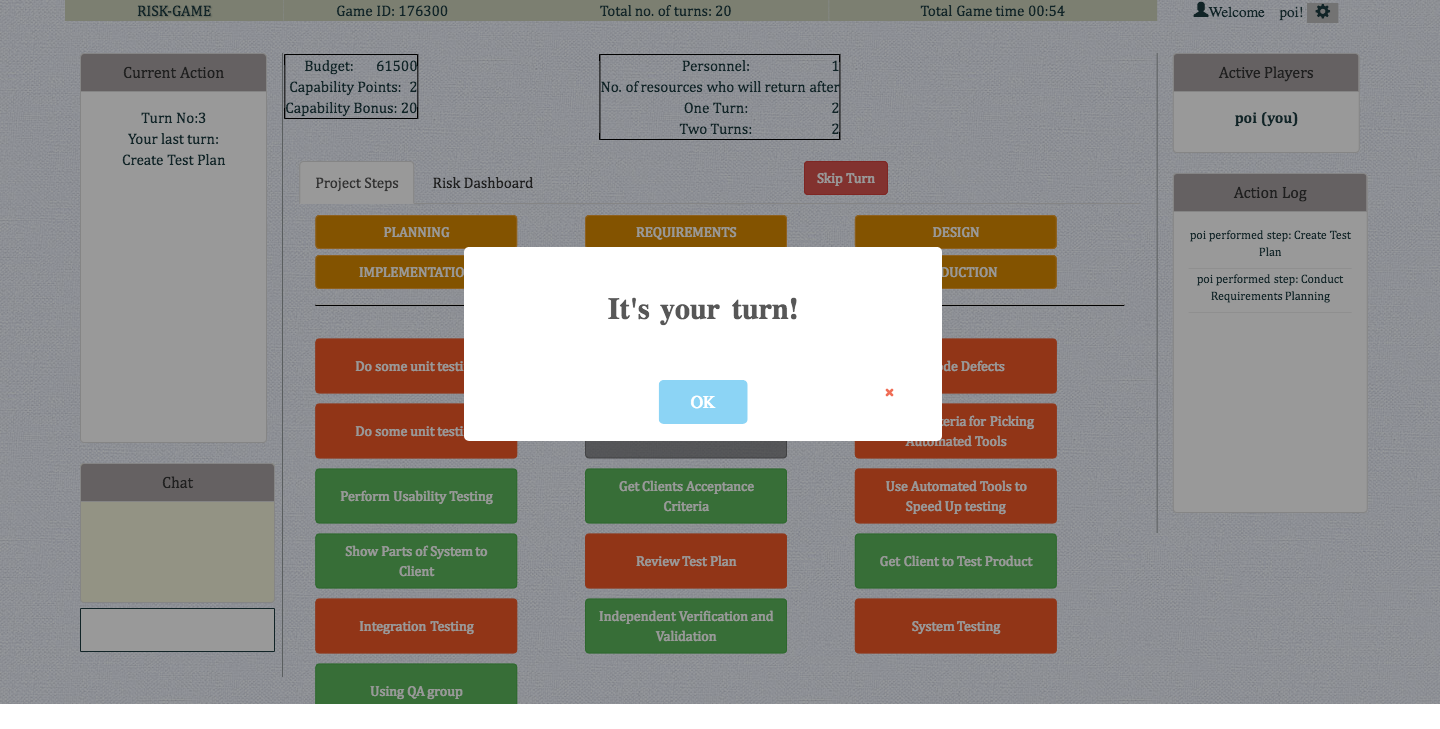 RISK-GAME
Game ID: 176300
Total no. of turns: 20
Total Game time 00:54
Welcome poi!
Current Action
Turn No:3
Your last turn:
Create Test Plan
Budget: 61500
Capability Points: 2
Capability Bonus: 20
Personnel: 1
No. of resources who will return after
One Turn: 2
Two Turns: 2
Active Players
poi (you)
Project Steps
Risk Dashboard
Skip Turn
Action Log
poi performed step: Create Test
Plan
poi performed step: Conduct
Requirements Planning
PLANNING
REQUIREMENTS
DESIGN
IMPLEMENTATIO
DUCTION
It's your turn!
OK
Do some unit testi
de Defects
Do some unit testi
teria for Picking
Automated Tools
Perform Usability Testing
Get Clients Acceptance
Criteria
Use Automated Tools to
Speed Up testing
Show Parts of System to
Client
Review Test Plan
Get Client to Test Product
Integration Testing
Independent Verification and
Validation
System Testing
Using QA group
Chat